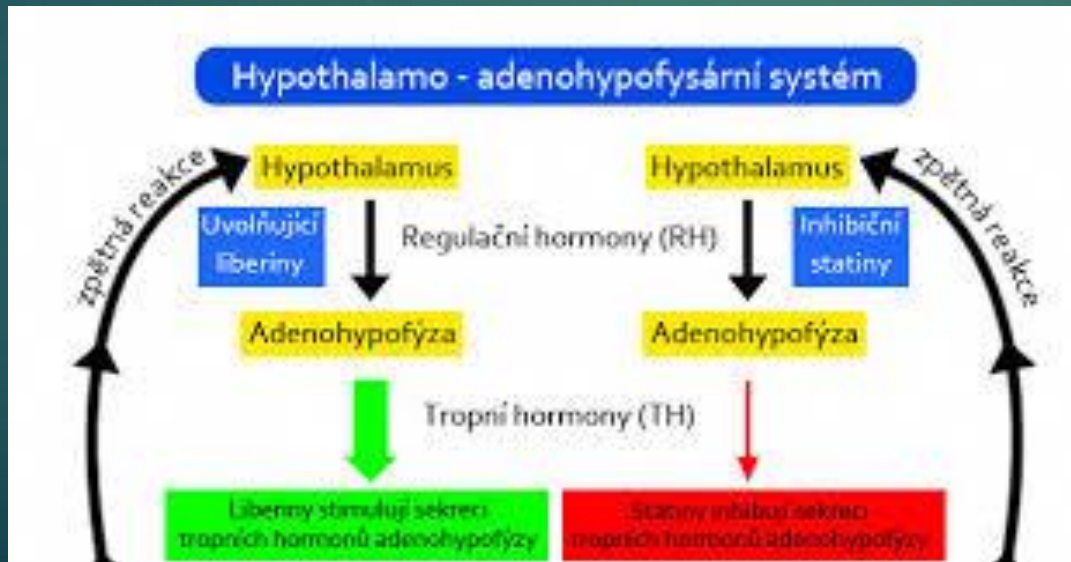 Hypothalamo - adenohypofysární systém
zpětná reakce
Hypothalamus
Hypothalamus
zpětná reakce
Uvolňující
liberiny
Regulační hormony (RH)
Inhibiční
statiny
Adenohypofýza
Adenohypofýza
Tropní hormony (TH)
Liberiny stimulují sekreci
tropních hormonů adenohypofýzy
Statiny inhibují sekreci
tropních hormonů adenohypofýzy